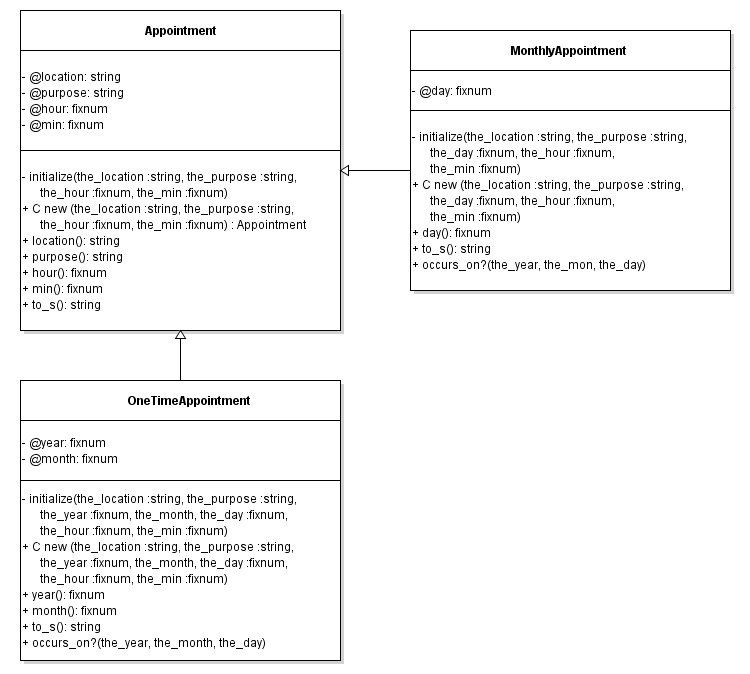 Appointment
- @location: string
- @purpose: string
- @hour: fixnum
- @min: fixnum
- initialize(the_location :string, the_purpose :string,
the_hour :fixnum, the_min :fixnum)
+ C new (the_location :string, the_purpose :string,
the_hour :fixnum, the_min :fixnum) : Appointment
+ location(): string
+ purpose(): string
+ hour(): fixnum
+ min(): fixnum
+ to_s(): string
MonthlyAppointment
- @day: fixnum
- initialize(the_location :string, the_purpose :string,
the_day :fixnum, the_hour :fixnum,
the_min :fixnum)
+ C new (the_location :string, the_purpose :string,
the_day :fixnum, the_hour :fixnum,
the_min :fixnum)
+ day(): fixnum
+ to_s(): string
+ occurs_on?(the_year, the_mon, the_day)
OneTimeAppointment
- @year: fixnum
- @month: fixnum
- initialize(the_location :string, the_purpose :string,
the_year :fixnum, the_month, the_day :fixnum,
the_hour :fixnum, the_min :fixnum)
+ C new (the_location :string, the_purpose :string,
the_year :fixnum, the_month, the_day :fixnum,
the_hour :fixnum, the_min :fixnum)
+ year(): fixnum
+ month(): fixnum
+ to_s(): string
+ occurs_on?(the_year, the_month, the_day)